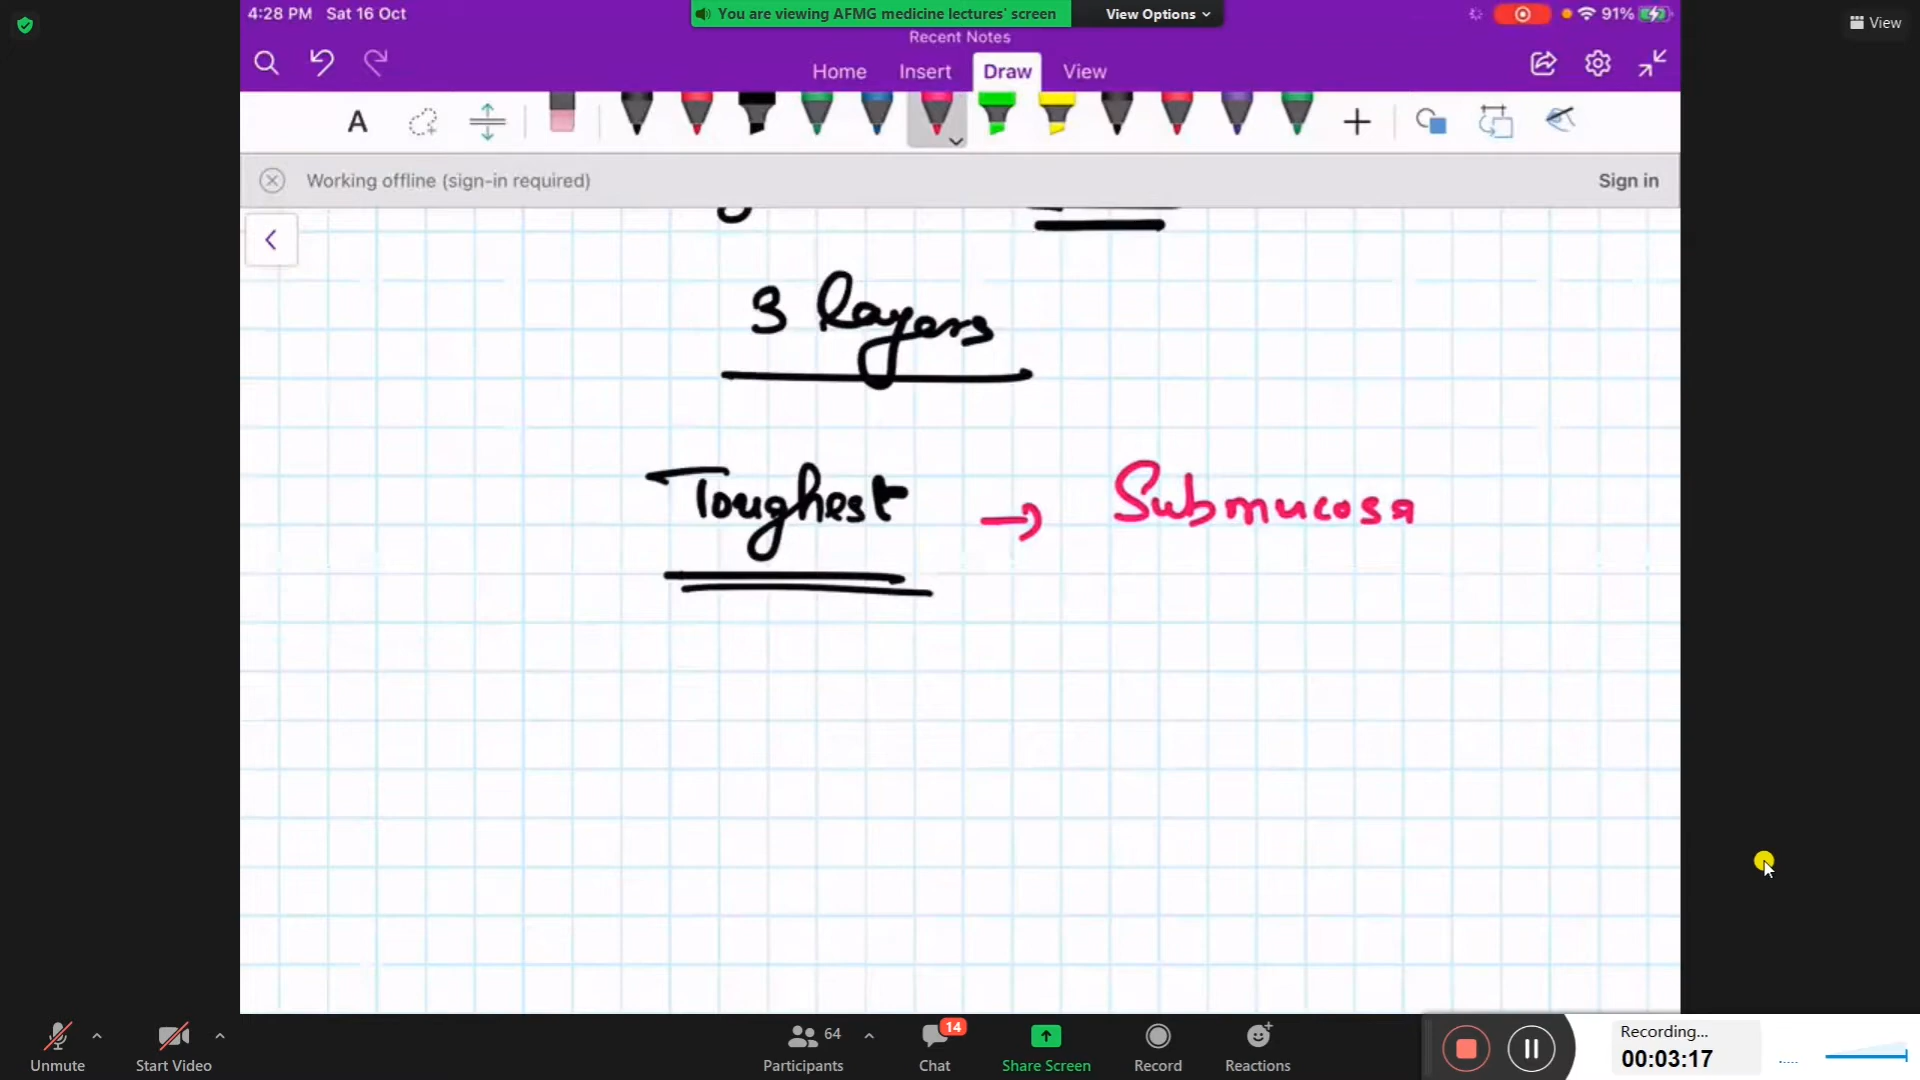 4:28 PM Sat 16 Oct
You are viewing AFMG medicine lectures' screen
View Options
91%
View
Recent Notes
Home Insert Draw View
A
Working offline (sign-in required)
Sign in
3 layers
Toughest → Submucosa
Unmute
Start Video
64
Participants
14
Chat
Share Screen
Record
Reactions
Recording...
00:03:17